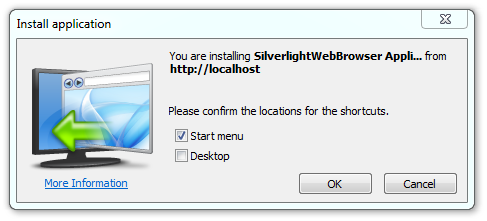 Install application
You are installing SilverlightWebBrowser Appli... from
http://localhost
Please confirm the locations for the shortcuts.
Start menu
Desktop
More Information
OK
Cancel